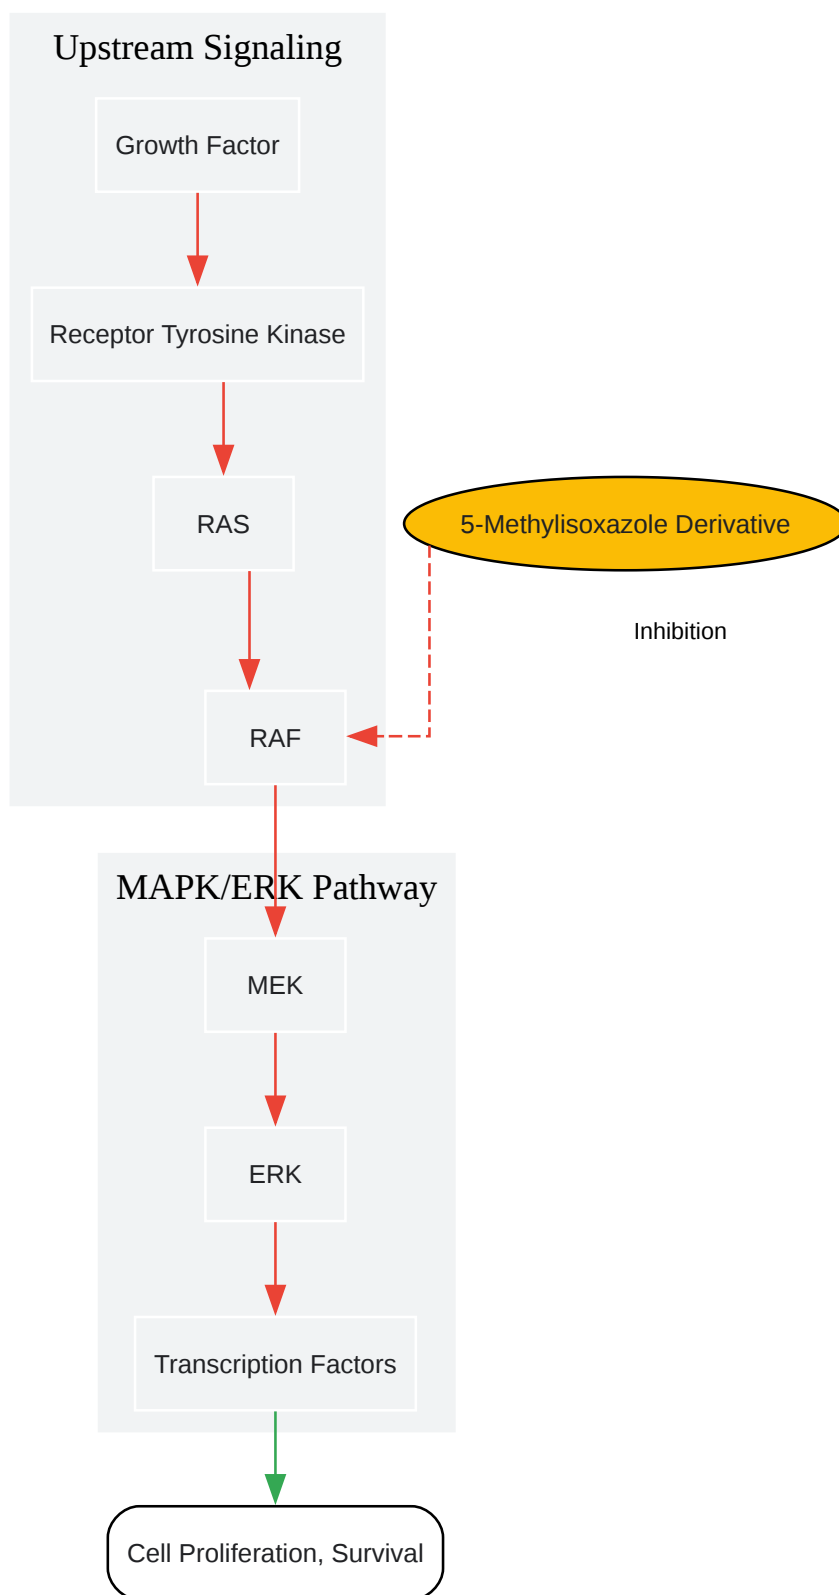 Upstream Signaling
Growth Factor
Receptor Tyrosine Kinase
RAS
5-Methylisoxazole Derivative
Inhibition
RAF
MAPK/ERK Pathway
MEK
ERK
Transcription Factors
Cell Proliferation, Survival